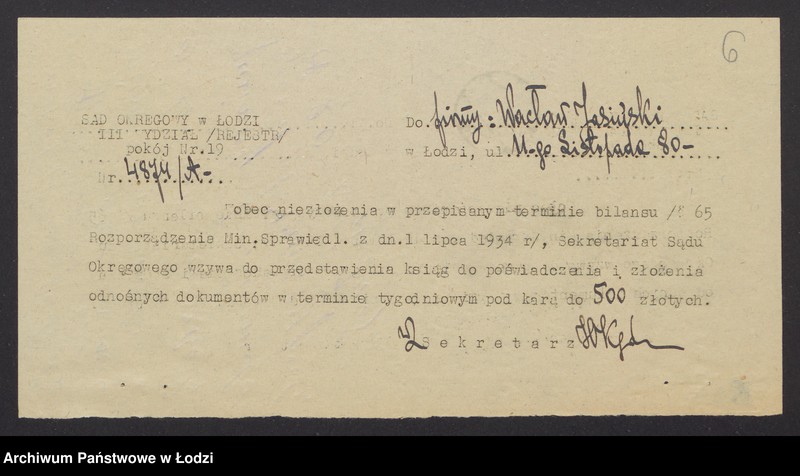 6
SĄD OKRĘGOWY w ŁODZI
III WYDZIAŁ /REJESTR/
pokój Nr.19
Nr. 4874/A-
Do firmy: Wacław Jasiński
w Łodzi, ul. 11-go Listopada 80-
Wobec niezłożenia w przepisanym terminie bilansu /§ 65
Rozporządzenia Min.Sprawiedl. z dn.1 lipca 1934 r/, Sekretariat Sądu
Okręgowego wzywa do przedstawienia ksiąg do poświadczenia i złożenia
odnośnych dokumentów w terminie tygodniowym pod karą do 500 złotych.
Sekretarz
Archiwum Państwowe w Łodzi